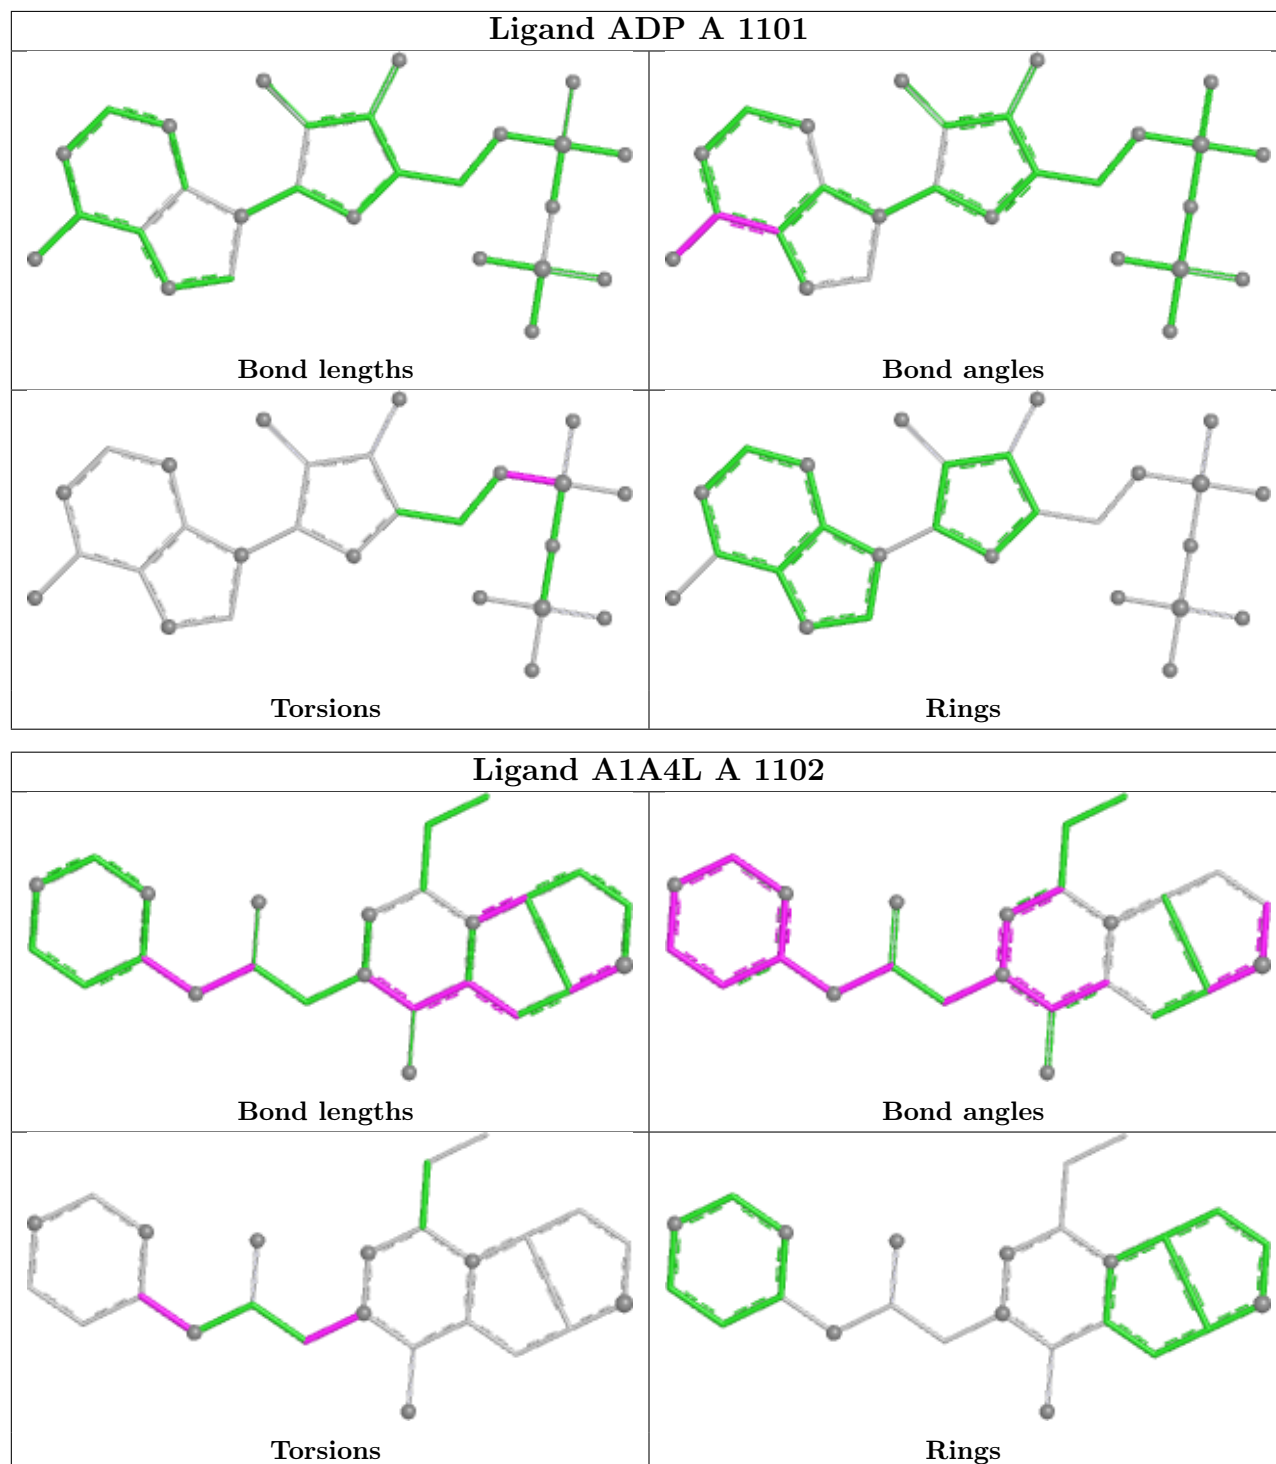 Ligand ADP A 1101
Bond lengths
Bond angles
Torsions
Rings
Ligand A1A4L A 1102
Bond lengths
Bond angles
Torsions
Rings